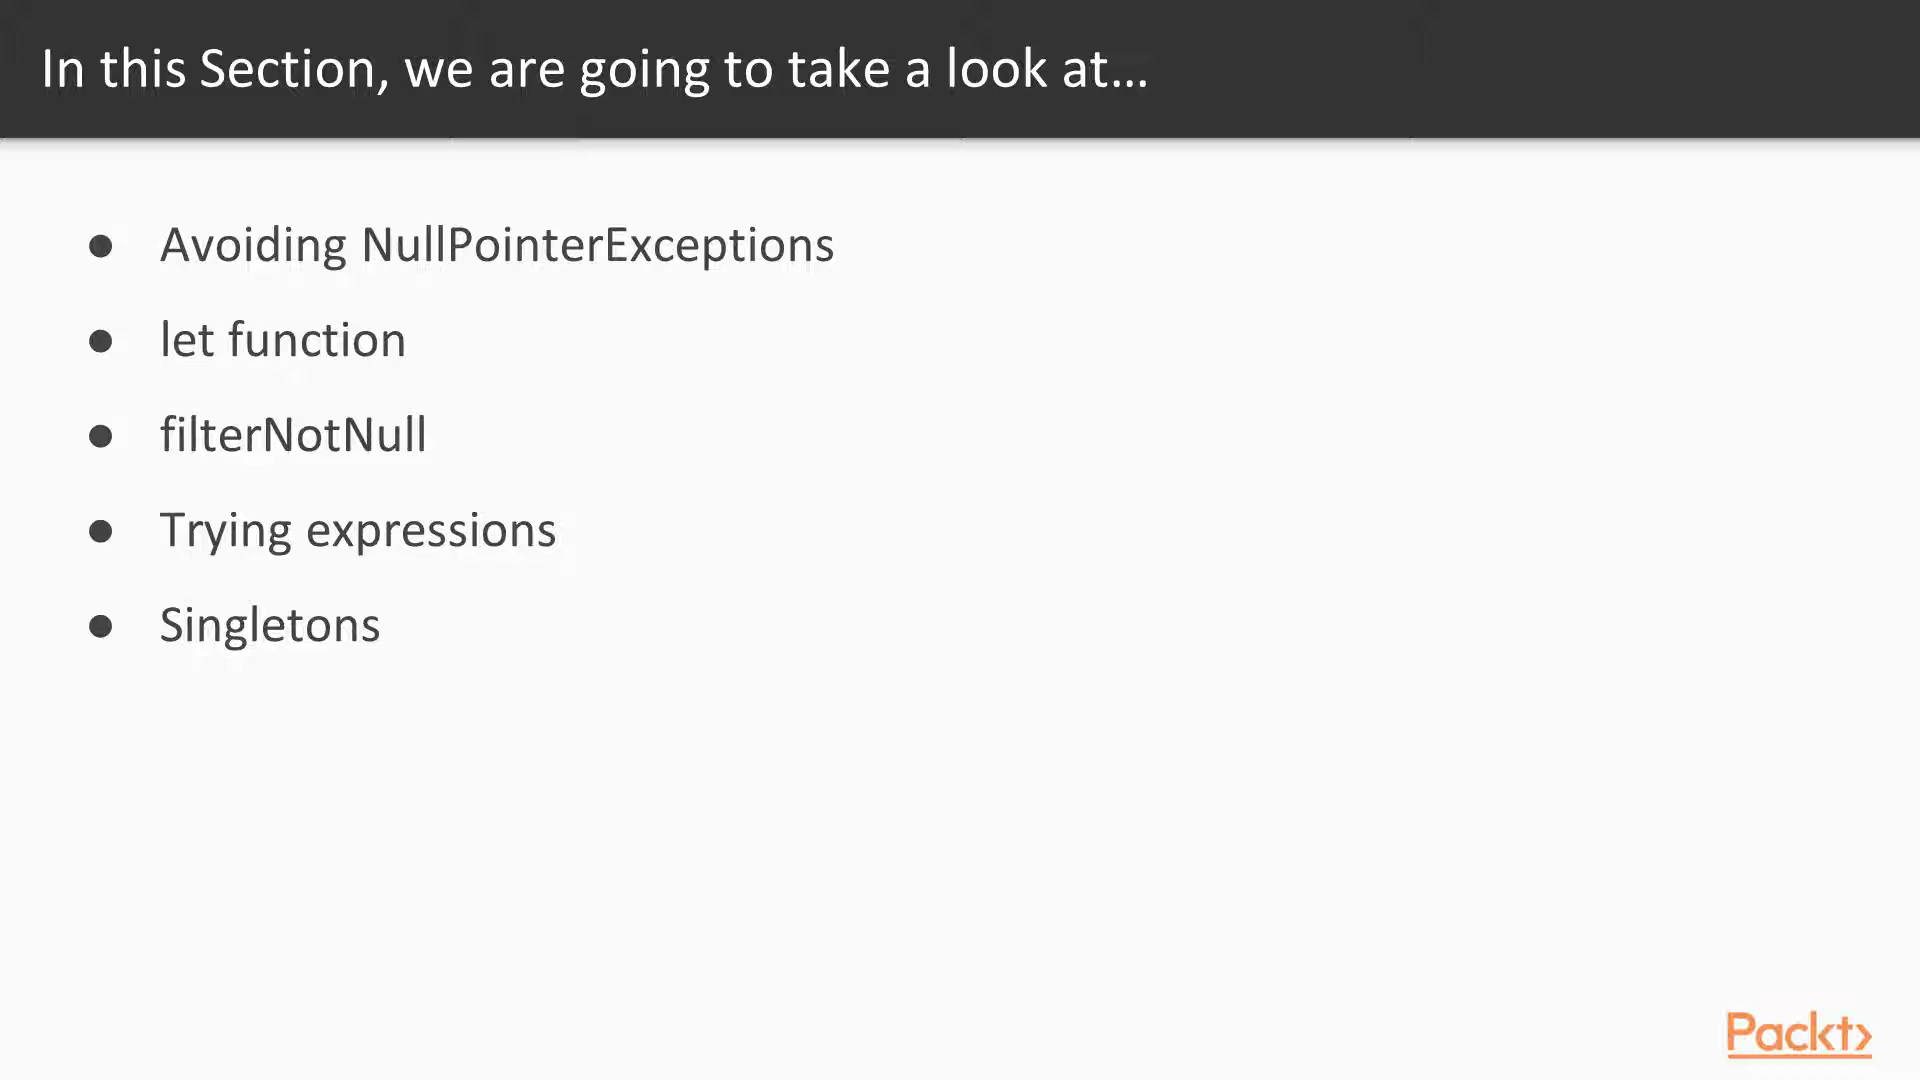 In this Section, we are going to take a look at...
● Avoiding NullPointerExceptions
● let function
● filterNotNull
● Trying expressions
● Singletons
Packt>